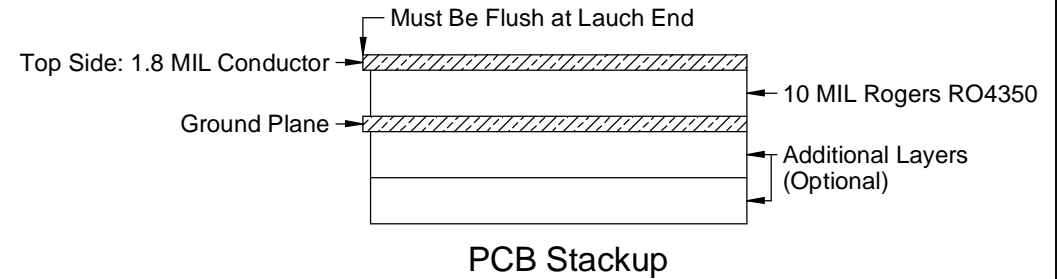 Must Be Flush at Lauch End
Top Side: 1.8 MIL Conductor
10 MIL Rogers RO4350
Ground Plane
Additional Layers
(Optional)
PCB Stackup